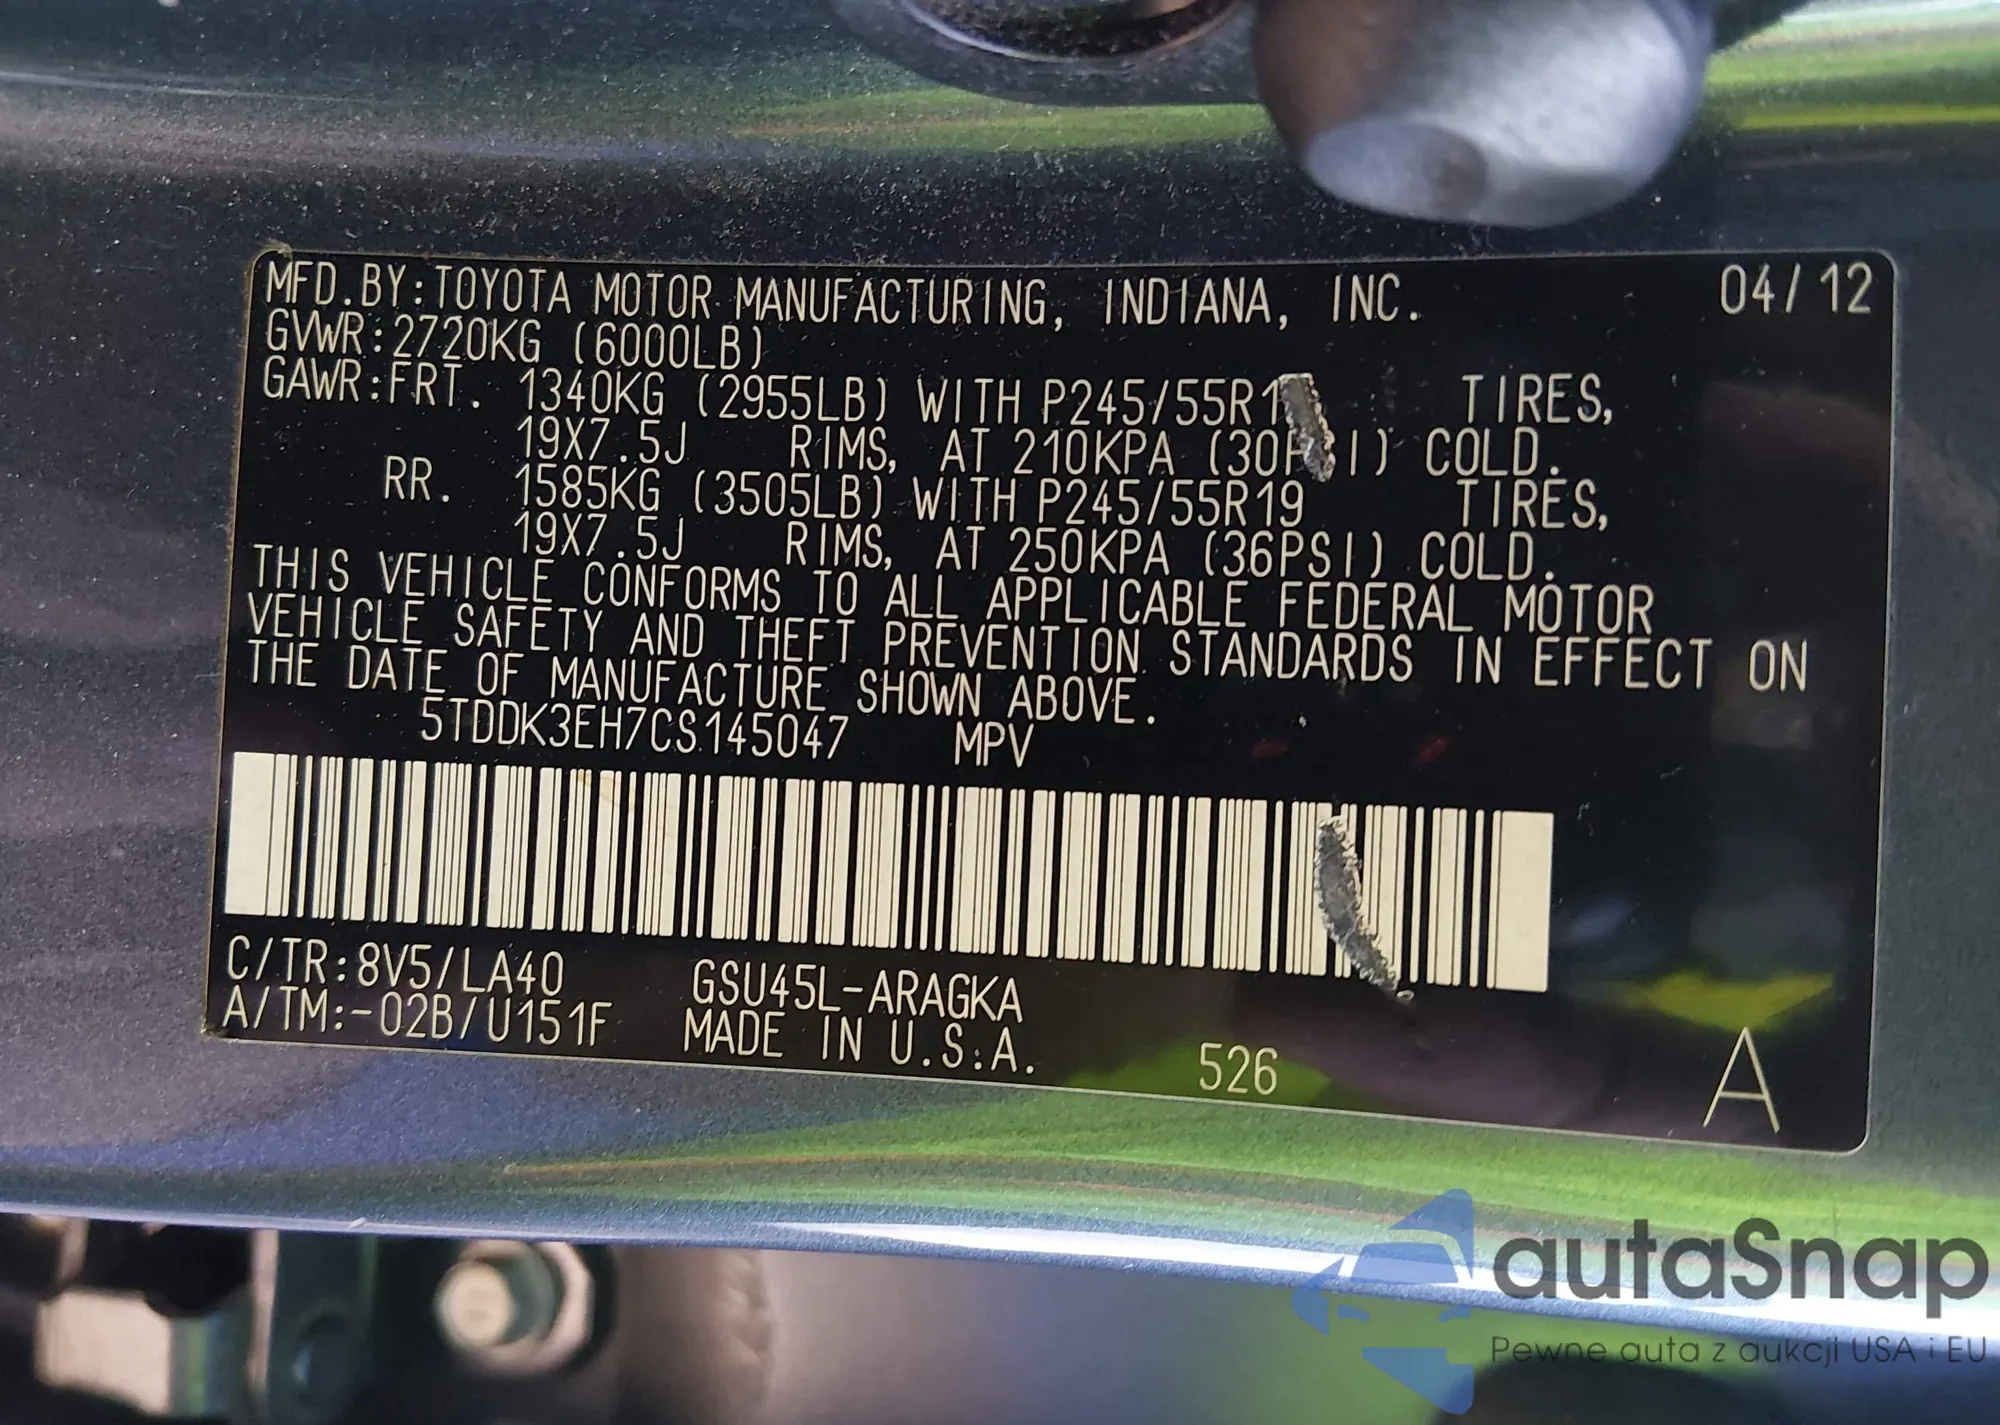 MFD.BY:TOYOTA MOTOR MANUFACTURING, INDIANA, INC. 04/12
GVWR:2720KG (6000LB)
GAWR:FRT. 1340KG (2955LB) WITH TIRES,
19X7.5J RIMS, AT 210KPA COLD.
RR. 1585KG (3505LB) WITH P245/55R19 TIRES,
19X7.5J RIMS, AT 250KPA (36PSI) COLD.
THIS VEHICLE CONFORMS TO ALL APPLICABLE FEDERAL MOTOR
VEHICLE SAFETY AND THEFT PREVENTION STANDARDS IN EFFECT ON
THE DATE OF MANUFACTURE SHOWN ABOVE.
5TDDK3EH7CS145047 MPV
C/TR:8V5/LA40 GSU45L-ARAGKA
A/TM:-02B/U151F MADE IN U.S.A.
526 A
autaSnap
Pewne auta z aukcji USA i EU